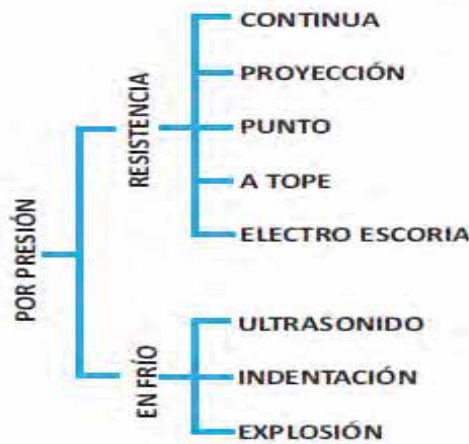 POR PRESIÓN
RESISTENCIA
CONTINUA
PROYECCIÓN
PUNTO
A TOPE
ELECTRO ESCORIA
EN FRÍO
ULTRASONIDO
INDENTACIÓN
EXPLOSIÓN